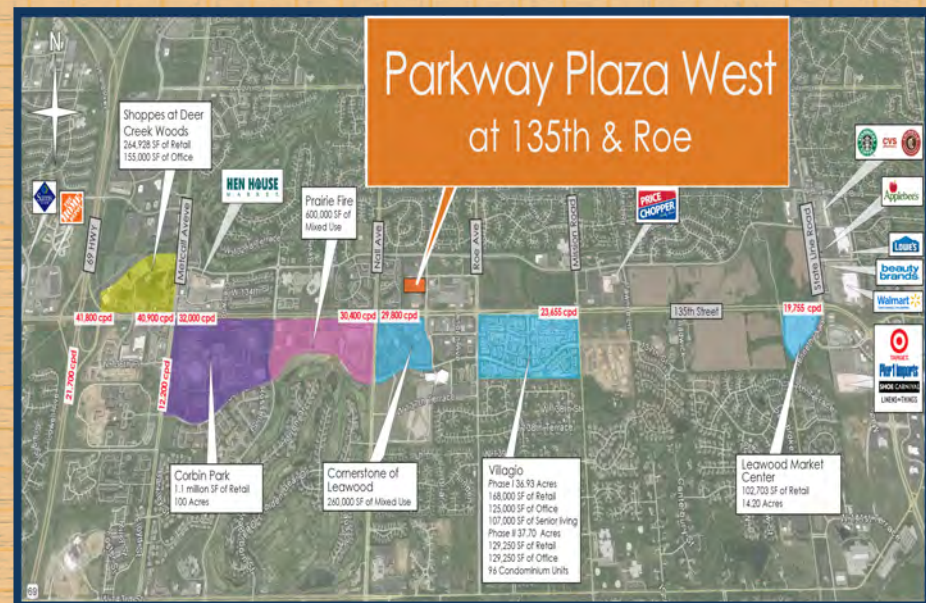 Parkway Plaza West
at 135th & Roe
N
Shoppes at Deer
Creek Woods
264,928 SF of Retail
155,000 SF of Office
HEN HOUSE
MARKET
Prairie Fire
600,000 SF of
Mixed Use
PRICE
CHOPPER
CVS
Applebee's
LOWE'S
beauty
brands
Walmart
TARGET
Pier 1 imports
SHOE CARNIVAL
LINENS-N-THINGS
69 HWY
Metcalf Aveve
Nall Ave
Roe Ave
Mission Road
State Line Road
W 134th St
41,800 cpd
40,900 cpd
32,000 cpd
30,400 cpd
29,800 cpd
23,655 cpd
135th Street
19,755 cpd
21,700 cpd
12,200 cpd
Corbin Park
1.1 million SF of Retail
100 Acres
Cornerstone of
Leawood
260,000 SF of Mixed Use
Villagio
Phase I 36.93 Acres
168,000 SF of Retail
125,000 SF of Office
107,000 SF of Senior living
Phase II 37.70 Acres
129,250 SF of Retail
129,250 SF of Office
96 Condominium Units
Leawood Market
Center
102,703 SF of Retail
14.20 Acres
69